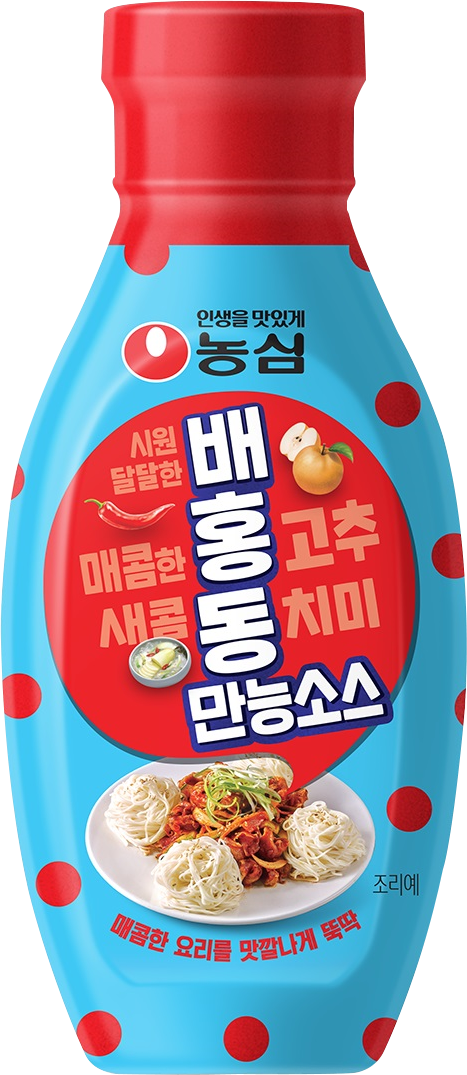 인생을 맛있게
농심
시원
달달한
배
매콤한
홍
고추
새콤
동
치미
만능소스
조리예
매콤한 요리를 맛깔나게 뚝딱